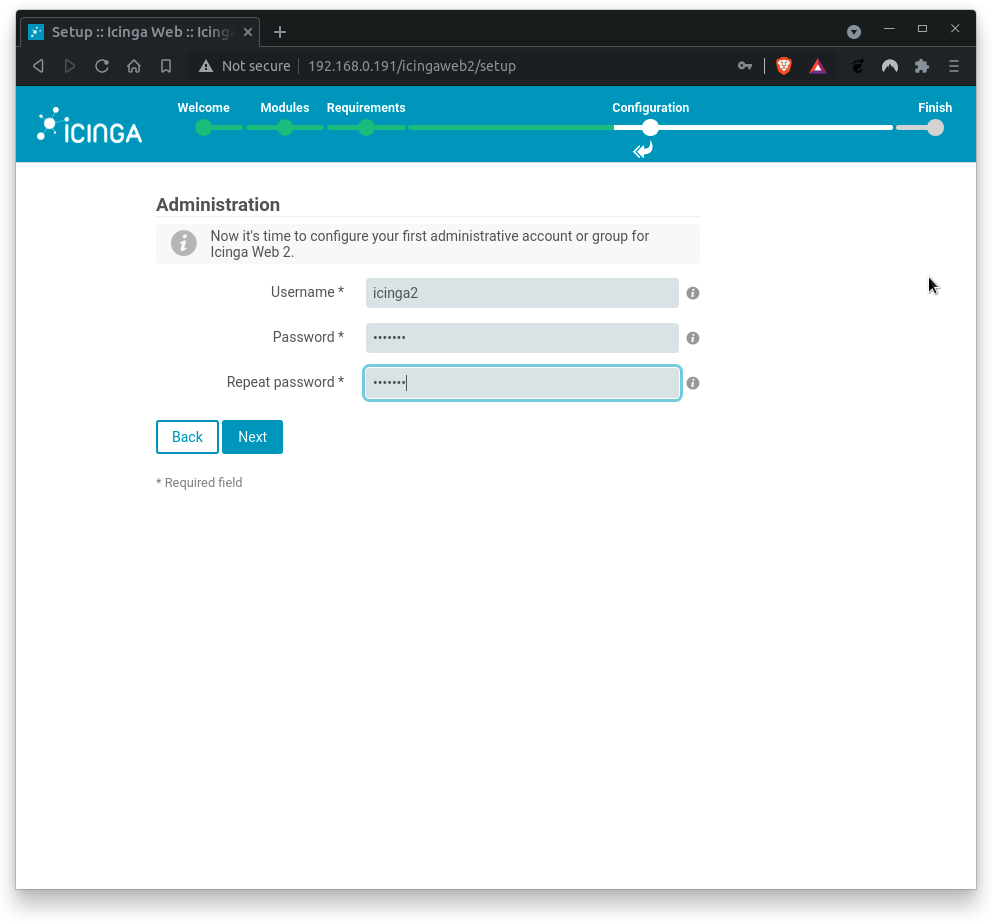 Setup :: Icinga Web :: Icing
Not secure
192.168.0.191/icingaweb2/setup
ICINGA
Welcome
Modules
Requirements
Configuration
Finish
Administration
Now it's time to configure your first administrative account or group for
Icinga Web 2.
Username *
icinga2
Password *
•••••••
Repeat password *
•••••••
Back
Next
* Required field